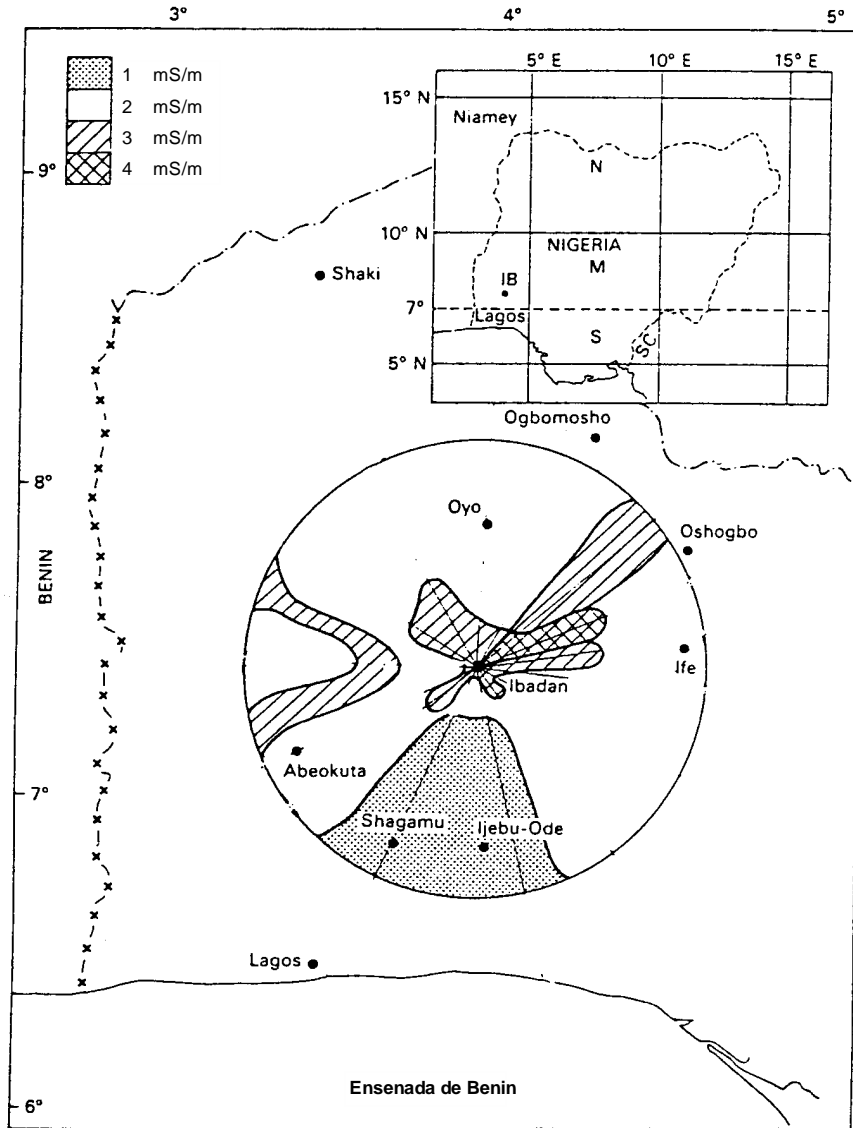 3° 4° 5°
1 mS/m
2 mS/m
3 mS/m
4 mS/m
5° E 10° E 15° E
15° N
Niamey
N
10° N
NIGERIA
M
IB
7°
Lagos
S
SC
5° N
9°
Shaki
Ogbomosho
8°
Oyo
Oshogbo
BENIN
Ife
Ibadan
Abeokuta
7°
Shagamu
Ijebu-Ode
Lagos
Ensenada de Benin
6°